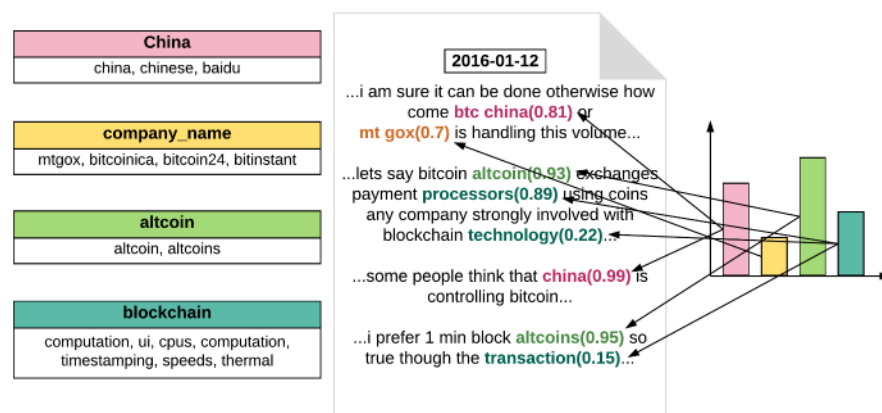 China
china, chinese, baidu
company_name
mtgox, bitcoinica, bitcoin24, bitinstant
altcoin
altcoin, altcoins
blockchain
computation, ui, cpus, computation,
timestamping, speeds, thermal
2016-01-12
...i am sure it can be done otherwise how
come btc china(0.81) or
mt gox(0.7) is handling this volume...
...lets say bitcoin altcoin(0.93) exchanges
payment processors(0.89) using coins
any company strongly involved with
blockchain technology(0.22)...
...some people think that china(0.99) is
controlling bitcoin...
...i prefer 1 min block altcoins(0.95) so
true though the transaction(0.15)...